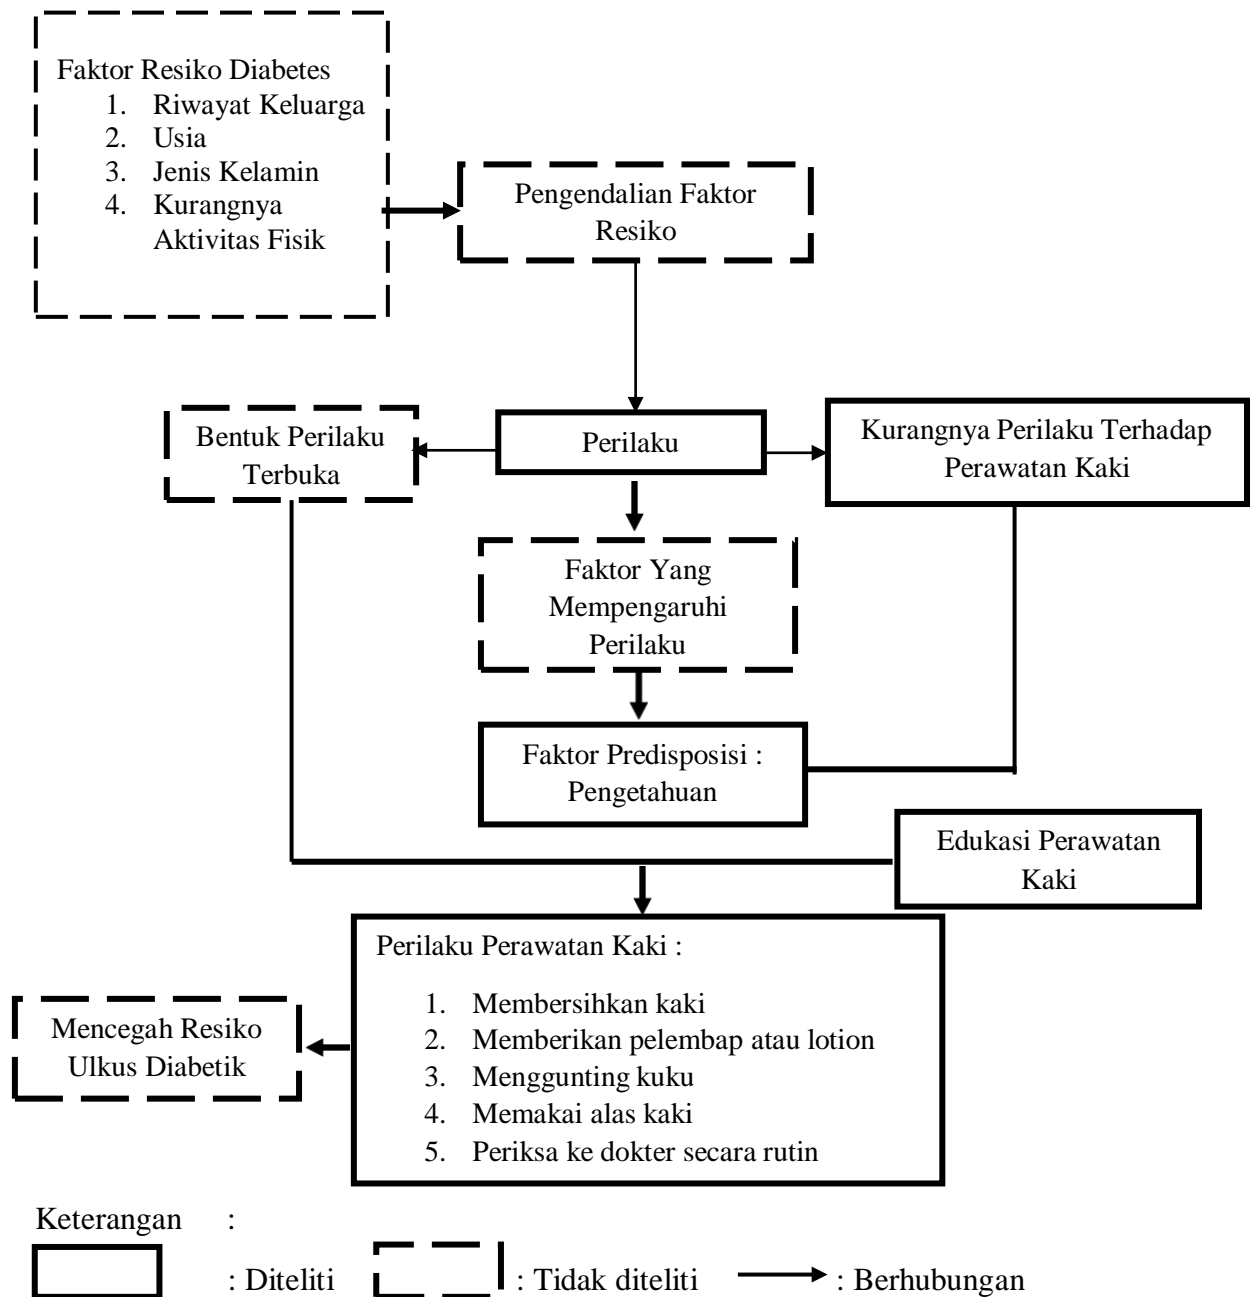 Faktor Resiko Diabetes
1. Riwayat Keluarga
2. Usia
3. Jenis Kelamin
4. Kurangnya
Aktivitas Fisik
Pengendalian Faktor
Resiko
Bentuk Perilaku
Terbuka
Perilaku
Kurangnya Perilaku Terhadap
Perawatan Kaki
Faktor Yang
Mempengaruhi
Perilaku
Faktor Predisposisi :
Pengetahuan
Edukasi Perawatan
Kaki
Perilaku Perawatan Kaki :
1. Membersihkan kaki
2. Memberikan pelembap atau lotion
3. Menggunting kuku
4. Memakai alas kaki
5. Periksa ke dokter secara rutin
Mencegah Resiko
Ulkus Diabetik
Keterangan :
: Diteliti : Tidak diteliti : Berhubungan